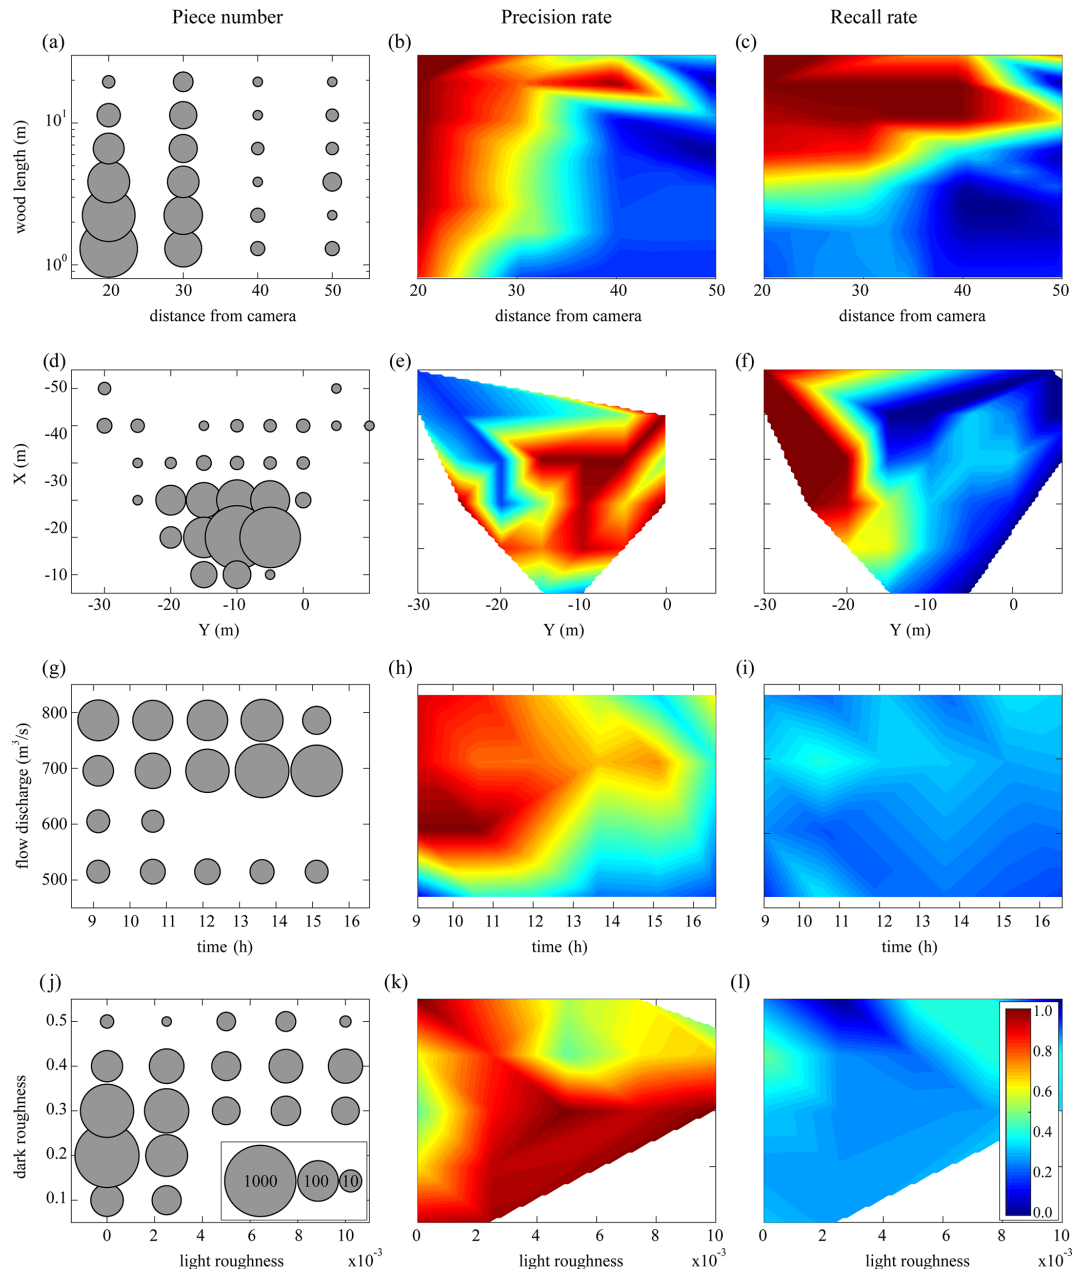 Piece number Precision rate Recall rate
(a) (b) (c)
wood length (m)
10¹
10⁰
20 30 40 50 20 30 40 50 20 30 40 50
distance from camera distance from camera distance from camera
(d) (e) (f)
X (m)
-50
-40
-30
-20
-10
-30 -20 -10 0 -30 -20 -10 0 -30 -20 -10 0
Y (m) Y (m) Y (m)
(g) (h) (i)
flow discharge (m³/s)
800
700
600
500
9 10 11 12 13 14 15 16 9 10 11 12 13 14 15 16 9 10 11 12 13 14 15 16
time (h) time (h) time (h)
(j) (k) (l)
dark roughness
0.5
0.4
0.3
0.2
0.1
1000 100 10
1.0
0.8
0.6
0.4
0.2
0.0
0 2 4 6 8 10 0 2 4 6 8 10 0 2 4 6 8 10
light roughness x10⁻³ light roughness x10⁻³ light roughness x10⁻³